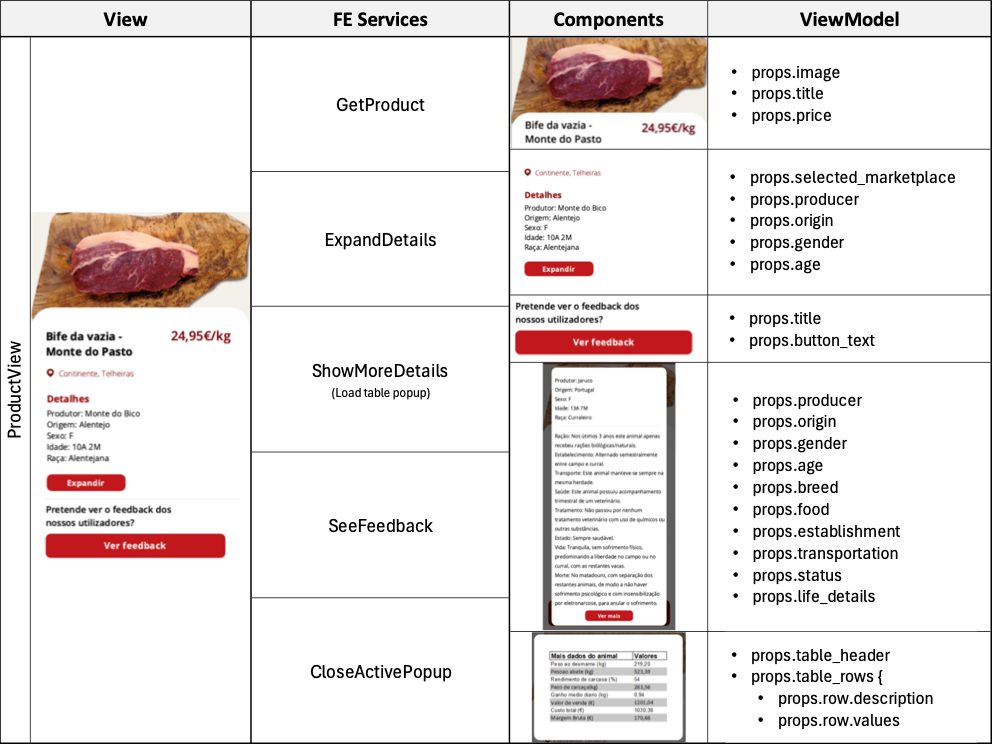 View
FE Services
Components
ViewModel
ProductView
Bife da vazia -
Monte do Pasto
24,95€/kg
Continente, Telheiras
Detalhes
Produtor: Monte do Bico
Origem: Alentejo
Sexo: F
Idade: 10A 2M
Raça: Alentejana
Expandir
Pretende ver o feedback dos
nossos utilizadores?
Ver feedback
GetProduct
ExpandDetails
ShowMoreDetails
(Load table popup)
SeeFeedback
CloseActivePopup
Bife da vazia -
Monte do Pasto
24,95€/kg
• props.image
• props.title
• props.price
Continente, Telheiras
Detalhes
Produtor: Monte do Bico
Origem: Alentejo
Sexo: F
Idade: 10A 2M
Raça: Alentejana
Expandir
• props.selected_marketplace
• props.producer
• props.origin
• props.gender
• props.age
Pretende ver o feedback dos
nossos utilizadores?
Ver feedback
• props.title
• props.button_text
Produtor: Jaruco
Origem: Portugal
Sexo: F
Idade: 13A 7M
Raça: Curraleiro
Ração: Nos útimos 3 anos este animal apenas
recebeu rações biológicas/naturais.
Estabelecimento: Alternado semestralmente
entre campo e curral.
Transporte: Este animal manteve-se sempre na
mesma herdade.
Saúde: Este animal possuiu acompanhamento
trimestral de um veterinário.
Tratamento: Não passou por nenhum
tratamento veterinário com uso de químicos ou
outras substâncias.
Estado: Sempre saudável.
Vida: Tranquila, sem sofrimento físico,
predominando a liberdade no campo ou no
curral, com as restantes vacas.
Morte: No matadouro, com separação dos
restantes animais, de modo a não haver
sofrimento psicológico e com insensibilização
por eletronarcose, para anular o sofrimento.
Ver mais
• props.producer
• props.origin
• props.gender
• props.age
• props.breed
• props.food
• props.establishment
• props.transportation
• props.status
• props.life_details
Mais dados do animal Valores
Peso ao desmame (kg) 219,20
Pesoao abate (kg) 523,39
Rendimento de carcasa (%) 54
Peso de carcaça(kg) 283,56
Ganho medio diario (kg) 0,94
Valor de venda (€) 1201,04
Custo total (€) 1030,36
Margem Bruta (€) 170,68
• props.table_header
• props.table_rows {
• props.row.description
• props.row.values